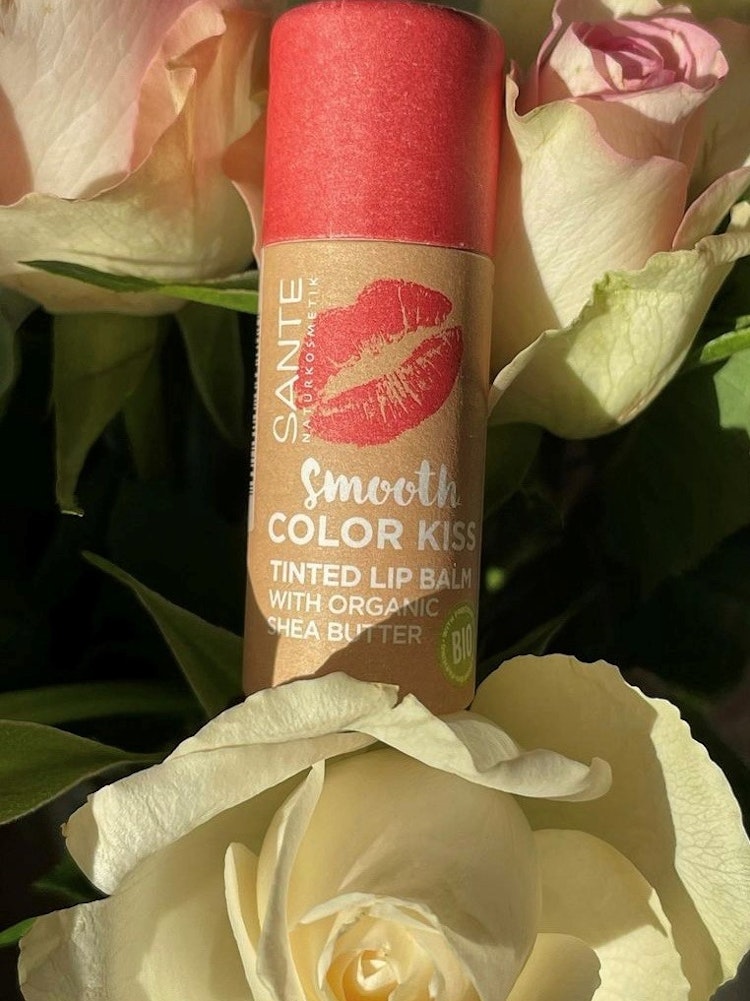 SANTE
NATURKOSMETIK
Smooth
COLOR KISS
TINTED LIP BALM
WITH ORGANIC
SHEA BUTTER
BIO